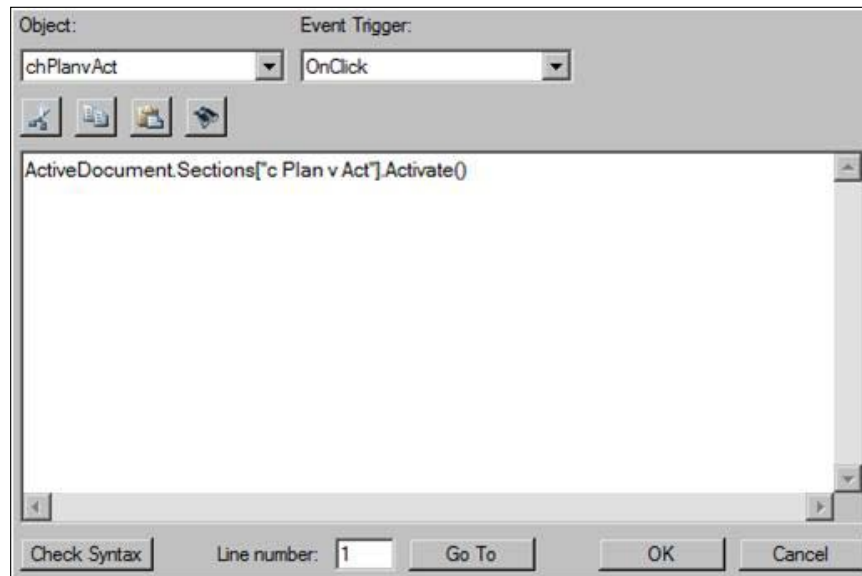 Object: Event Trigger:
chPlanvAct OnClick
ActiveDocument.Sections["c Plan v Act"].Activate()
Check Syntax Line number: 1 Go To OK Cancel